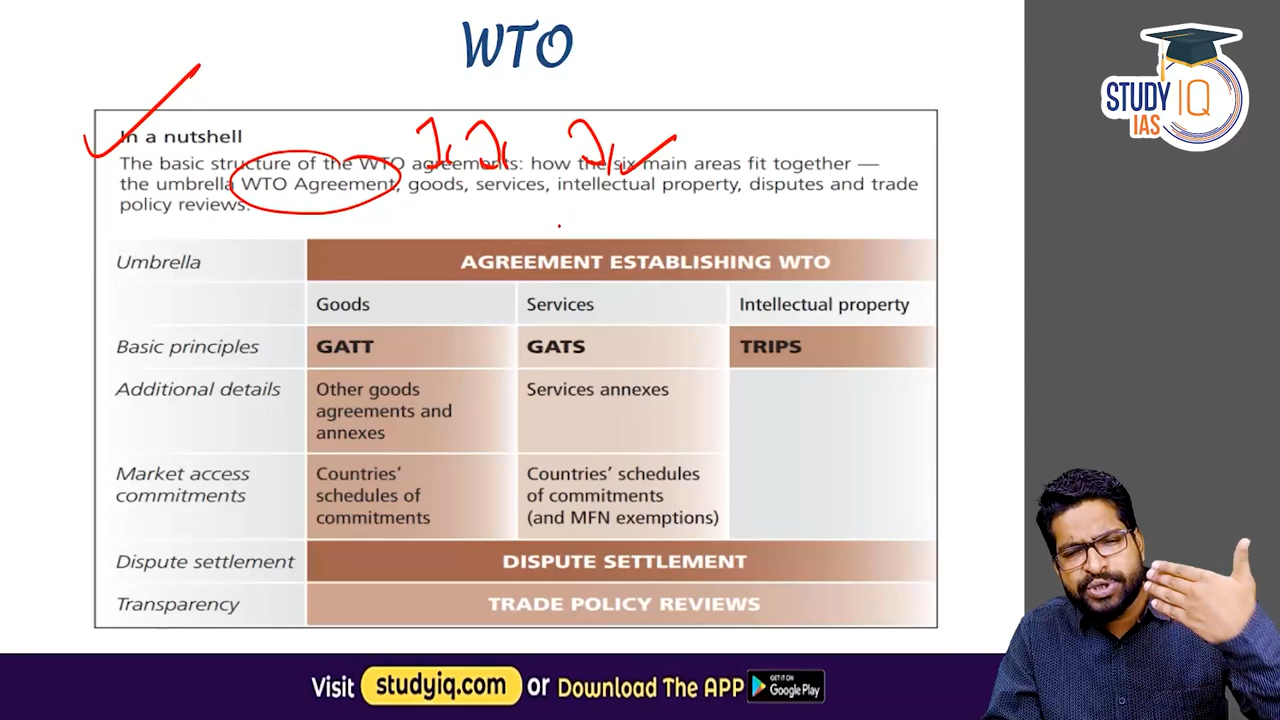 WTO
STUDY IQ
IAS
In a nutshell
The basic structure of the WTO agreements: how the six main areas fit together —
the umbrella WTO Agreement, goods, services, intellectual property, disputes and trade
policy reviews.
Umbrella AGREEMENT ESTABLISHING WTO
Goods Services Intellectual property
Basic principles GATT GATS TRIPS
Additional details Other goods Services annexes
agreements and
annexes
Market access Countries’ Countries’ schedules
commitments schedules of of commitments
commitments (and MFN exemptions)
Dispute settlement DISPUTE SETTLEMENT
Transparency TRADE POLICY REVIEWS
Visit studyiq.com or Download The APP GET IT ON Google Play